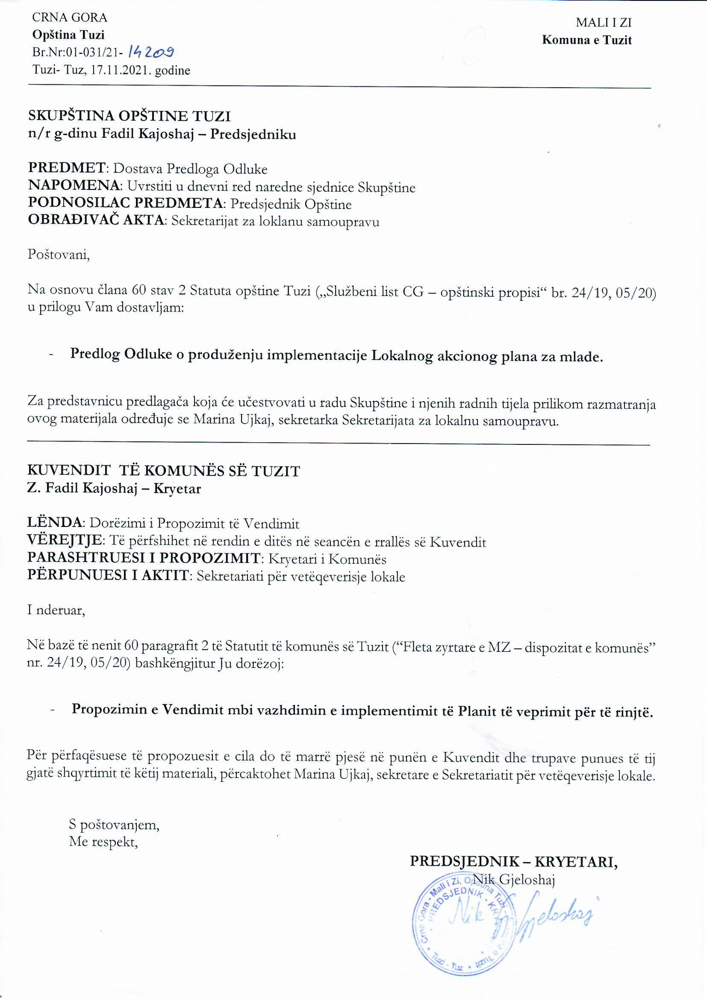 CRNA GORA
Opština Tuzi
Br.Nr:01-031/21- 14209
Tuzi- Tuz, 17.11.2021. godine
MALI I ZI
Komuna e Tuzit
SKUPŠTINA OPŠTINE TUZI
n/r g-dinu Fadil Kajoshaj – Predsjedniku
PREDMET: Dostava Predloga Odluke
NAPOMENA: Uvrstiti u dnevni red naredne sjednice Skupštine
PODNOSILAC PREDMETA: Predsjednik Opštine
OBRAĐIVAČ AKTA: Sekretarijat za loklanu samoupravu
Poštovani,
Na osnovu člana 60 stav 2 Statuta opštine Tuzi („Službeni list CG – opštinski propisi“ br. 24/19, 05/20)
u prilogu Vam dostavljam:
- Predlog Odluke o produženju implementacije Lokalnog akcionog plana za mlade.
Za predstavnicu predlagača koja će učestvovati u radu Skupštine i njenih radnih tijela prilikom razmatranja
ovog materijala određuje se Marina Ujkaj, sekretarka Sekretarijata za lokalnu samoupravu.
KUVENDIT TË KOMUNËS SË TUZIT
Z. Fadil Kajoshaj – Kryetar
LËNDA: Dorëzimi i Propozimit të Vendimit
VËREJTJE: Të përfshihet në rendin e ditës në seancën e rrallës së Kuvendit
PARASHTRUESI I PROPOZIMIT: Kryetari i Komunës
PËRPUNUESI I AKTIT: Sekretariati për vetëqeverisje lokale
I nderuar,
Në bazë të nenit 60 paragrafit 2 të Statutit të komunës së Tuzit (“Fleta zyrtare e MZ – dispozitat e komunës”
nr. 24/19, 05/20) bashkëngjitur Ju dorëzoj:
- Propozimin e Vendimit mbi vazhdimin e implementimit të Planit të veprimit për të rinjtë.
Për përfaqësuese të propozuesit e cila do të marrë pjesë në punën e Kuvendit dhe trupave punues të tij
gjatë shqyrtimit të këtij materiali, përcaktohet Marina Ujkaj, sekretare e Sekretariatit për vetëqeverisje lokale.
S poštovanjem,
Me respekt,
PREDSJEDNIK – KRYETARI,
Nik Gjeloshaj
Crna Gora - Mali i Zi, Opština Tuzi -
PREDSJEDNIK -
Tuzit
Tuzi - Tuz
Nik Gjeloshaj